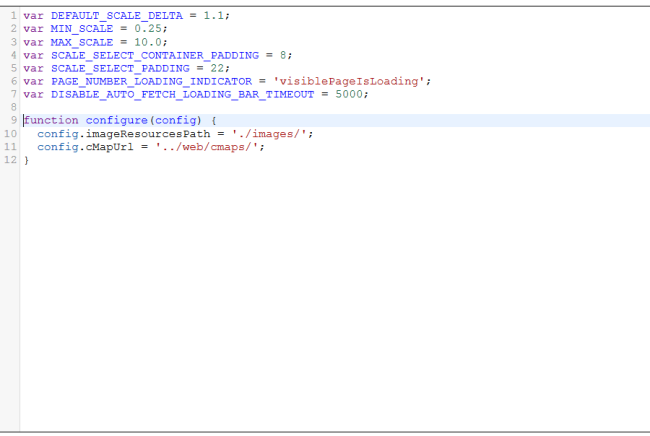 1 var DEFAULT_SCALE_DELTA = 1.1;
2 var MIN_SCALE = 0.25;
3 var MAX_SCALE = 10.0;
4 var SCALE_SELECT_CONTAINER_PADDING = 8;
5 var SCALE_SELECT_PADDING = 22;
6 var PAGE_NUMBER_LOADING_INDICATOR = 'visiblePageIsLoading';
7 var DISABLE_AUTO_FETCH_LOADING_BAR_TIMEOUT = 5000;
8
9 function configure(config) {
10   config.imageResourcesPath = './images/';
11   config.cMapUrl = '../web/cmaps/';
12 }